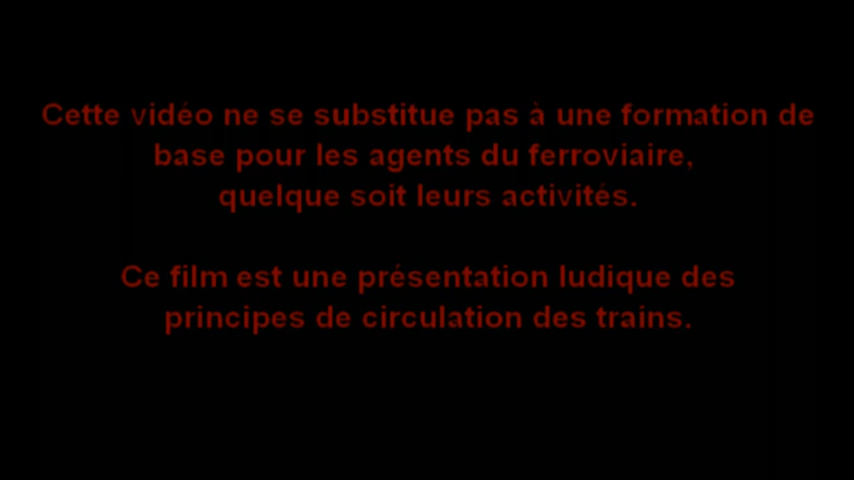 Cette vidéo ne se substitue pas à une formation de
base pour les agents du ferroviaire,
quelque soit leurs activités.
Ce film est une présentation ludique des
principes de circulation des trains.